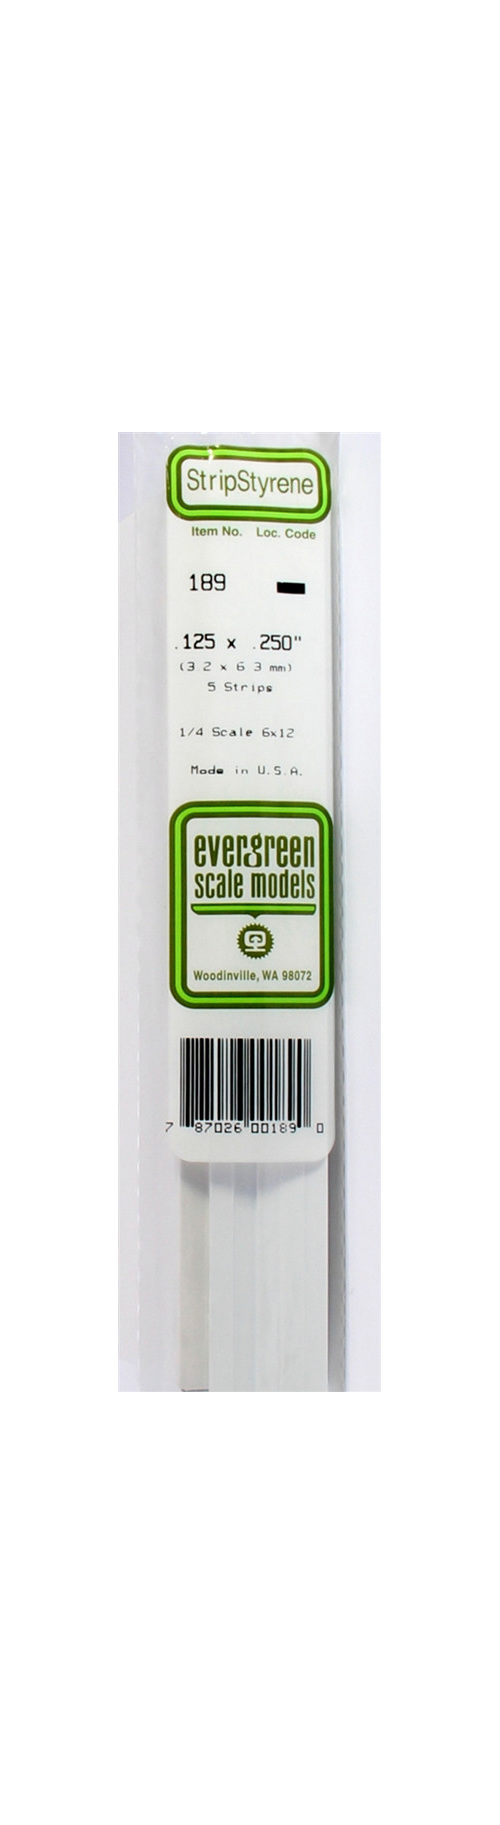 StripStyrene
Item No. Loc. Code
189
.125 x .250"
(3.2 x 6.3 mm)
5 Strips
1/4 Scale 6x12
Made in U.S.A.
evergreen
scale models
Woodinville, WA 98072
7 87026 00189 0